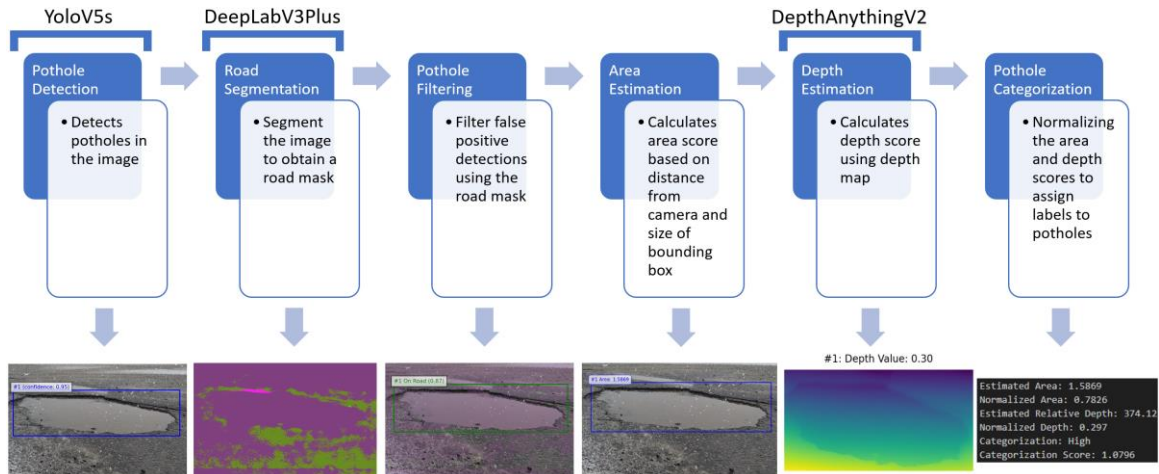 YoloV5s
DeepLabV3Plus
DepthAnythingV2
Pothole
Detection
• Detects
potholes in
the image
Road
Segmentation
• Segment
the image
to obtain a
road mask
Pothole
Filtering
• Filter false
positive
detections
using the
road mask
Area
Estimation
• Calculates
area score
based on
distance
from
camera and
size of
bounding
box
Depth
Estimation
• Calculates
depth score
using depth
map
Pothole
Categorization
• Normalizing
the area
and depth
scores to
assign
labels to
potholes
#1 (confidence: 0.95)
#1 On Road (0.87)
#1 Area: 1.5869
#1: Depth Value: 0.30
Estimated Area: 1.5869
Normalized Area: 0.7826
Estimated Relative Depth: 374.12
Normalized Depth: 0.297
Categorization: High
Categorization Score: 1.0796